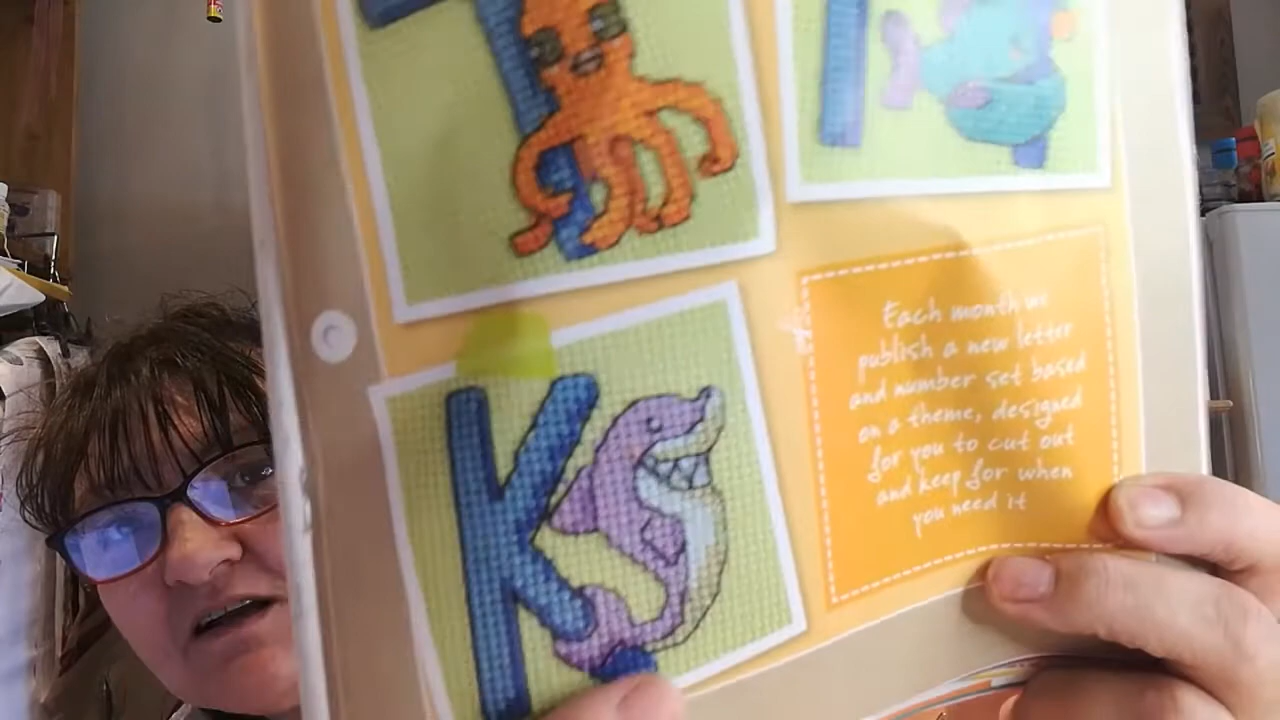 K
Each month we
publish a new letter
and number set based
on a theme, designed
for you to cut out
and keep for when
you need it